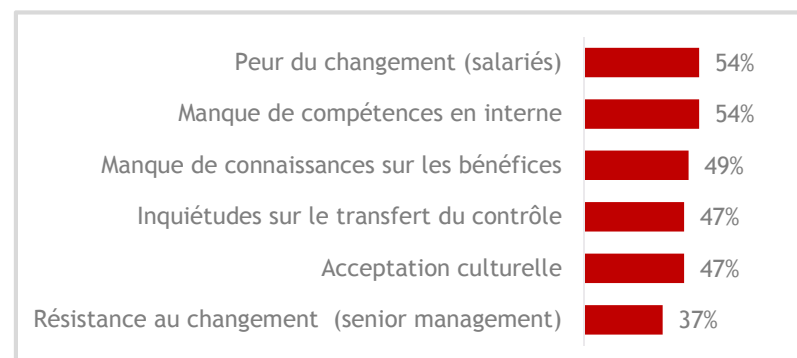 Peur du changement (salariés) 54%
Manque de compétences en interne 54%
Manque de connaissances sur les bénéfices 49%
Inquiétudes sur le transfert du contrôle 47%
Acceptation culturelle 47%
Résistance au changement (senior management) 37%